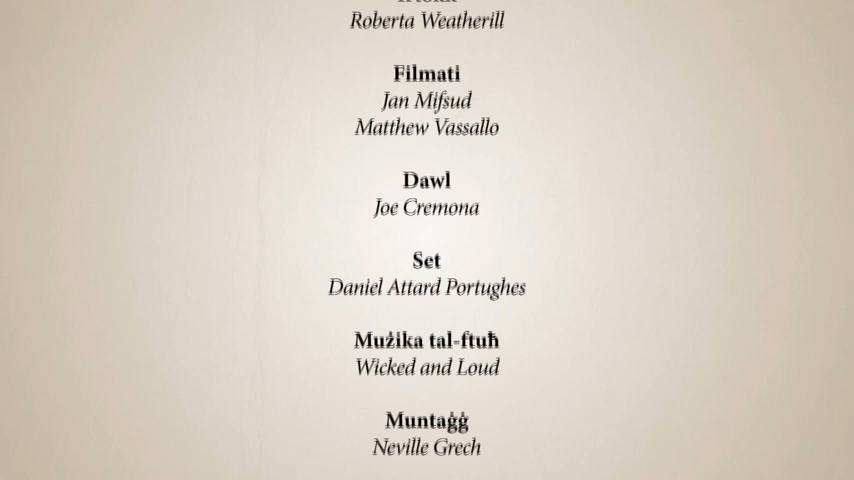 Roberta Weatherill
Filmati
Jan Mifsud
Matthew Vassallo
Dawl
Joe Cremona
Set
Daniel Attard Portughes
Mużika tal-ftuħ
Wicked and Loud
Muntaġġ
Neville Grech